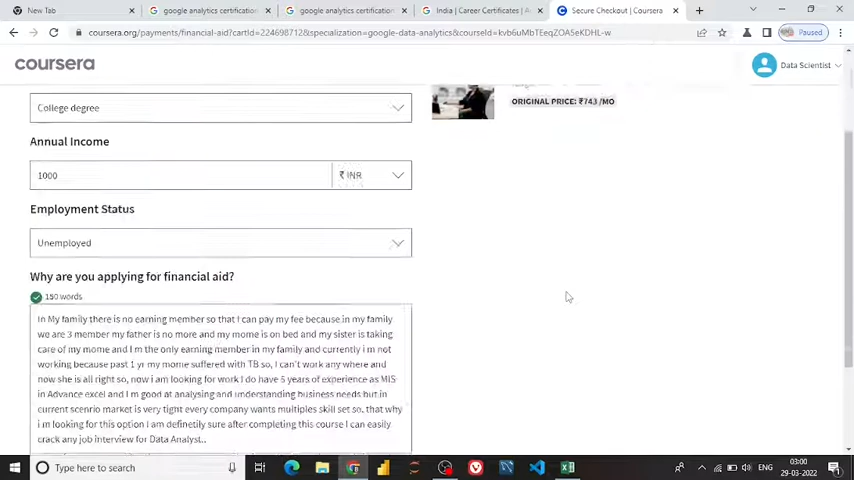 New Tab
google analytics certification
google analytics certification
India | Career Certificates | A
Secure Checkout | Coursera
coursera.org/payments/financial-aid?cartId=224698712&specialization=google-data-analytics&courseId=kvb6uMbTEeqZOASeKDHL-w
Paused
coursera
Data Scientist
College degree
ORIGINAL PRICE: ₹743 /MO
Annual Income
1000
₹ INR
Employment Status
Unemployed
Why are you applying for financial aid?
150 words
In My family there is no earning member so that I can pay my fee because in my family
we are 3 member my father is no more and my mome is on bed and my sister is taking
care of my mome and I m the only earning member in my family and currently i m not
working because past 1 yr my mome suffered with TB so, I can't work any where and
now she is all right so, now i am looking for work I do have 5 years of experience as MIS
in Advance excel and I m good at analysing and understanding business needs but in
current scenrio market is very tight every company wants multiples skill set so, that why
i m looking for this option I am definetily sure after completing this course I can easily
crack any job interview for Data Analyst..
Type here to search
ENG
03:00
29-03-2022